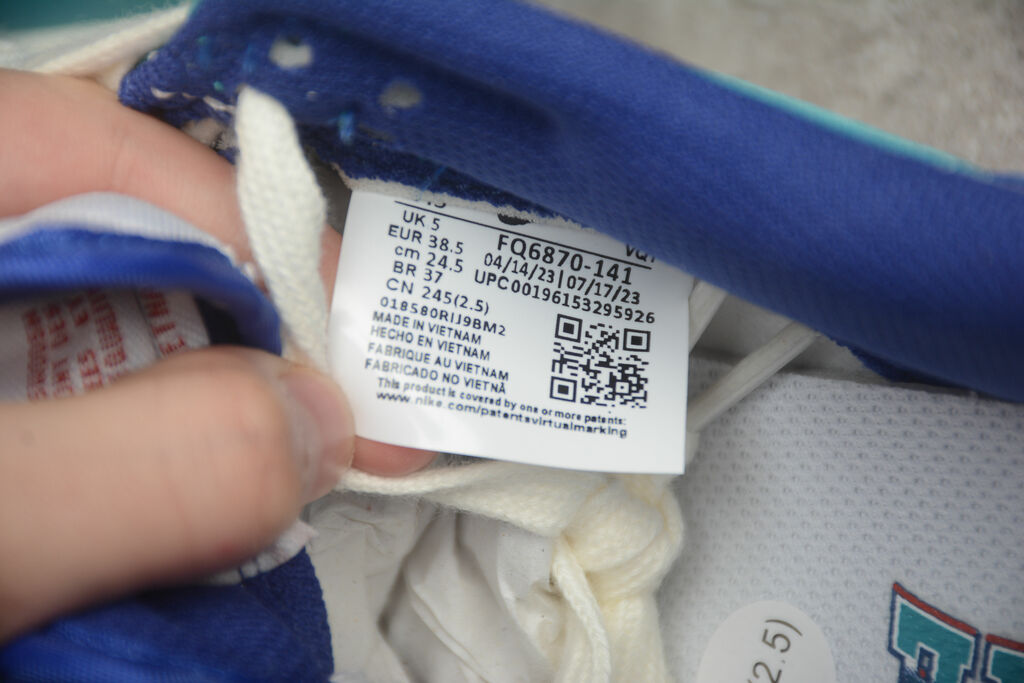 UK 5
EUR 38.5
cm 24.5
BR 37
CN 245(2.5)
FQ6870-141
04/14/23|07/17/23
UPC00196153295926
018580RIJ9BM2
MADE IN VIETNAM
HECHO EN VIETNAM
FABRIQUE AU VIETNAM
FABRICADO NO VIETNÃ
This product is covered by one or more patents:
www.nike.com/patentsvirtualmarking